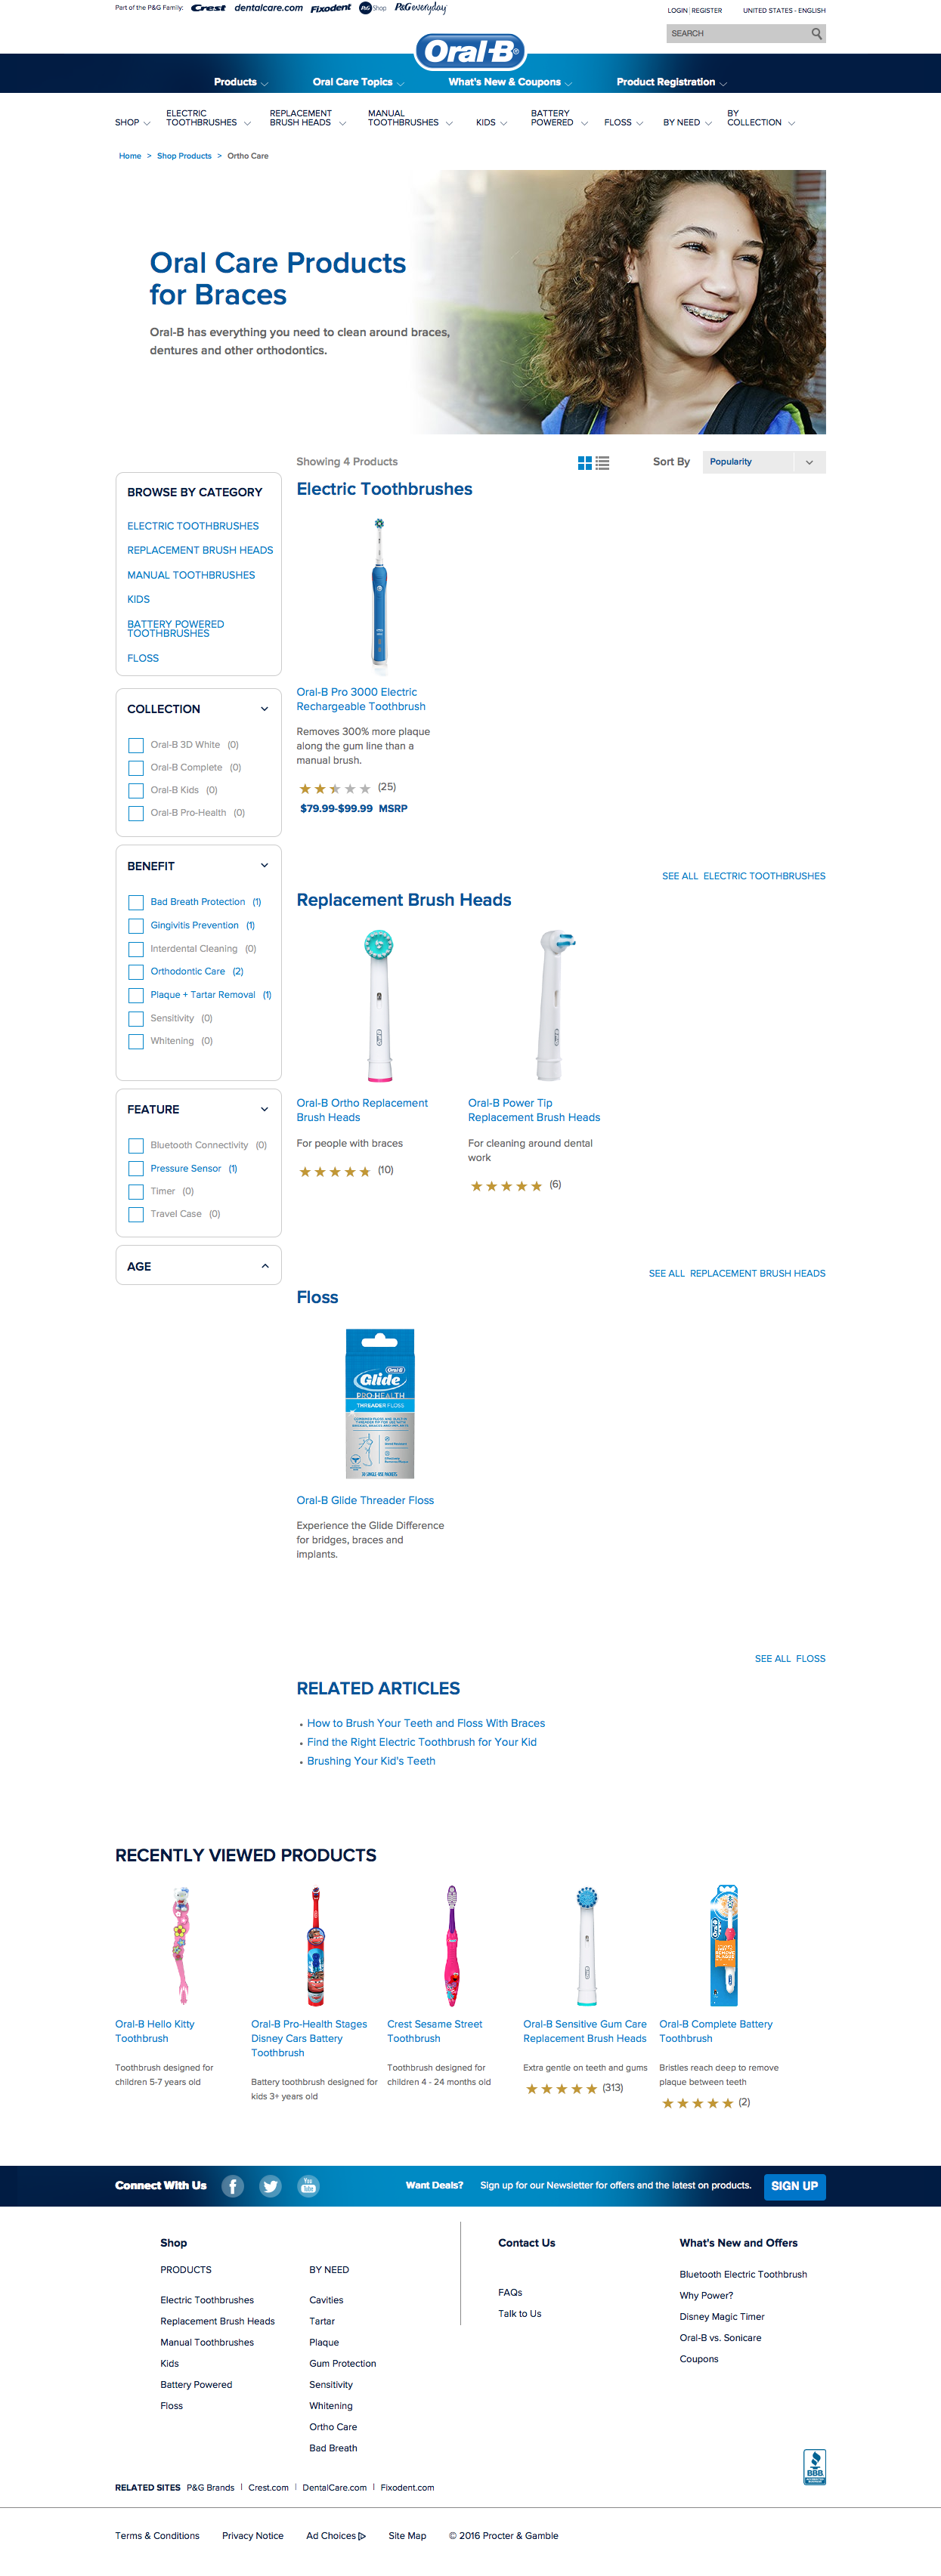 Part of the P&G Family: Crest dentalcare.com Fixodent P&G Shop P&G everyday
LOGIN | REGISTER UNITED STATES - ENGLISH
SEARCH
Oral-B
Products Oral Care Topics What's New & Coupons Product Registration
SHOP ELECTRIC TOOTHBRUSHES REPLACEMENT BRUSH HEADS MANUAL TOOTHBRUSHES KIDS BATTERY POWERED FLOSS BY NEED BY COLLECTION
Home > Shop Products > Ortho Care
Oral Care Products
for Braces
Oral-B has everything you need to clean around braces,
dentures and other orthodontics.
Showing 4 Products
Sort By Popularity
BROWSE BY CATEGORY
ELECTRIC TOOTHBRUSHES
REPLACEMENT BRUSH HEADS
MANUAL TOOTHBRUSHES
KIDS
BATTERY POWERED
TOOTHBRUSHES
FLOSS
COLLECTION
Oral-B 3D White (0)
Oral-B Complete (0)
Oral-B Kids (0)
Oral-B Pro-Health (0)
BENEFIT
Bad Breath Protection (1)
Gingivitis Prevention (1)
Interdental Cleaning (0)
Orthodontic Care (2)
Plaque + Tartar Removal (1)
Sensitivity (0)
Whitening (0)
FEATURE
Bluetooth Connectivity (0)
Pressure Sensor (1)
Timer (0)
Travel Case (0)
AGE
Electric Toothbrushes
Oral-B Pro 3000 Electric
Rechargeable Toothbrush
Removes 300% more plaque
along the gum line than a
manual brush.
(25)
$79.99-$99.99 MSRP
SEE ALL ELECTRIC TOOTHBRUSHES
Replacement Brush Heads
Oral-B Ortho Replacement
Brush Heads
For people with braces
(10)
Oral-B Power Tip
Replacement Brush Heads
For cleaning around dental
work
(6)
SEE ALL REPLACEMENT BRUSH HEADS
Floss
Oral-B
Glide
PRO-HEALTH
THREADER FLOSS
Oral-B Glide Threader Floss
Experience the Glide Difference
for bridges, braces and
implants.
SEE ALL FLOSS
RELATED ARTICLES
How to Brush Your Teeth and Floss With Braces
Find the Right Electric Toothbrush for Your Kid
Brushing Your Kid's Teeth
RECENTLY VIEWED PRODUCTS
Oral-B Hello Kitty
Toothbrush
Toothbrush designed for
children 5-7 years old
Oral-B Pro-Health Stages
Disney Cars Battery
Toothbrush
Battery toothbrush designed for
kids 3+ years old
Crest Sesame Street
Toothbrush
Toothbrush designed for
children 4 - 24 months old
Oral-B Sensitive Gum Care
Replacement Brush Heads
Extra gentle on teeth and gums
(313)
Oral-B Complete Battery
Toothbrush
Bristles reach deep to remove
plaque between teeth
(2)
Connect With Us f You Tube Want Deals? Sign up for our Newsletter for offers and the latest on products. SIGN UP
Shop
PRODUCTS
Electric Toothbrushes
Replacement Brush Heads
Manual Toothbrushes
Kids
Battery Powered
Floss
BY NEED
Cavities
Tartar
Plaque
Gum Protection
Sensitivity
Whitening
Ortho Care
Bad Breath
Contact Us
FAQs
Talk to Us
What's New and Offers
Bluetooth Electric Toothbrush
Why Power?
Disney Magic Timer
Oral-B vs. Sonicare
Coupons
BBB
RELATED SITES P&G Brands | Crest.com | DentalCare.com | Fixodent.com
Terms & Conditions Privacy Notice Ad Choices Site Map © 2016 Procter & Gamble